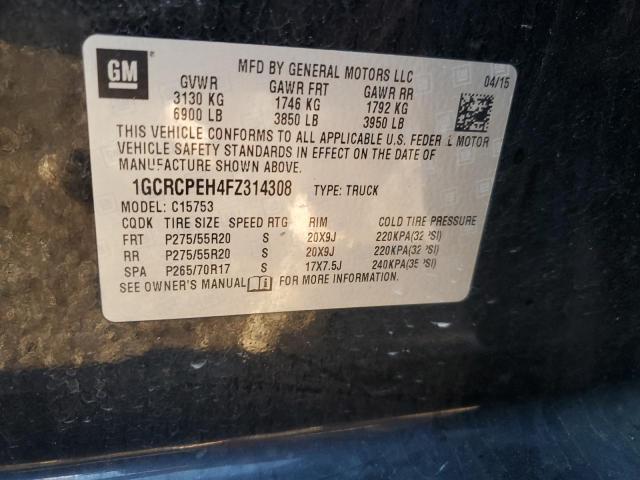 GM
MFD BY GENERAL MOTORS LLC
04/15
GVWR GAWR FRT GAWR RR
3130 KG 1746 KG 1792 KG
6900 LB 3850 LB 3950 LB
THIS VEHICLE CONFORMS TO ALL APPLICABLE U.S. FEDERAL MOTOR
VEHICLE SAFETY STANDARDS IN EFFECT ON THE DATE OF
MANUFACTURE SHOWN ABOVE.
1GCRCPEH4FZ314308 TYPE: TRUCK
MODEL: C15753
CQDK TIRE SIZE SPEED RTG RIM COLD TIRE PRESSURE
FRT P275/55R20 S 20X9J 220KPA(32 PSI)
RR P275/55R20 S 20X9J 220KPA(32 PSI)
SPA P265/70R17 S 17X7.5J 240KPA(35 PSI)
SEE OWNER'S MANUAL FOR MORE INFORMATION.